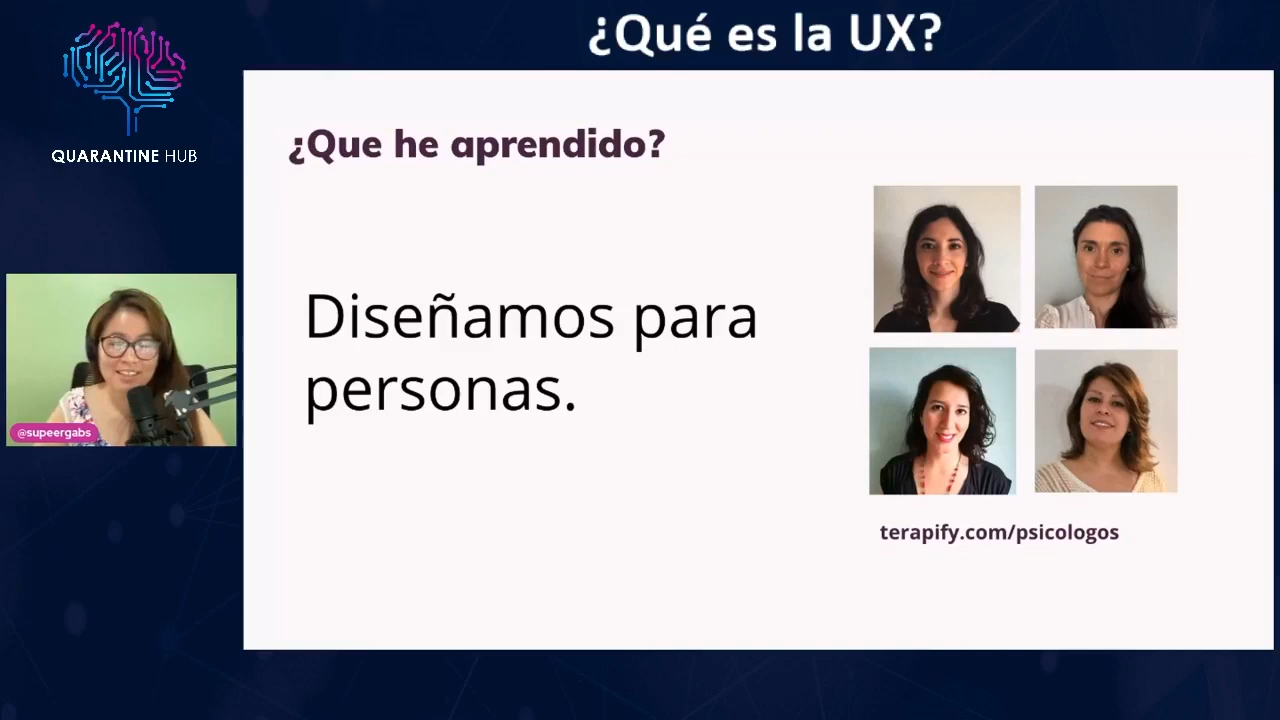 ¿Qué es la UX?
QUARANTINE HUB
¿Que he aprendido?
Diseñamos para
personas.
@supeergabs
terapify.com/psicologos